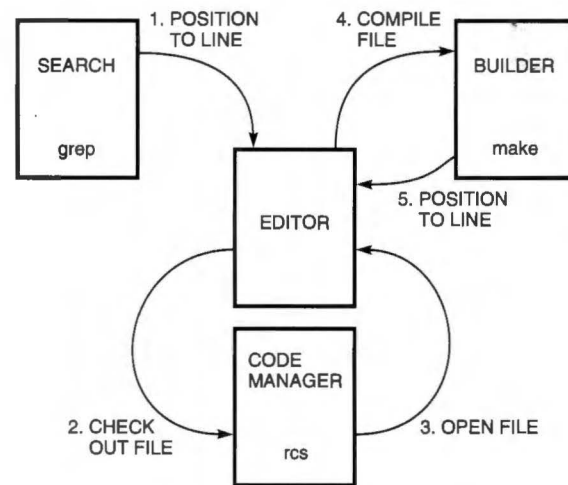 1. POSITION
TO LINE
4. COMPILE
FILE
SEARCH
grep
BUILDER
make
EDITOR
5. POSITION
TO LINE
CODE
MANAGER
rcs
2. CHECK
OUT FILE
3. OPEN FILE